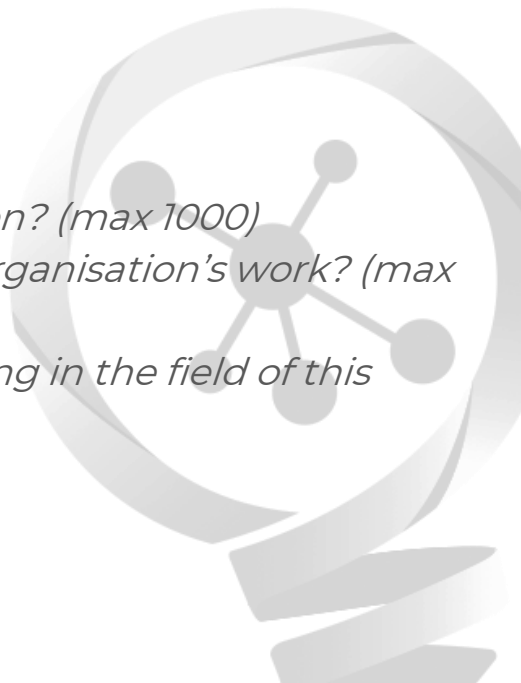 n? (max 1000)
rganisation’s work? (max
ng in the field of this